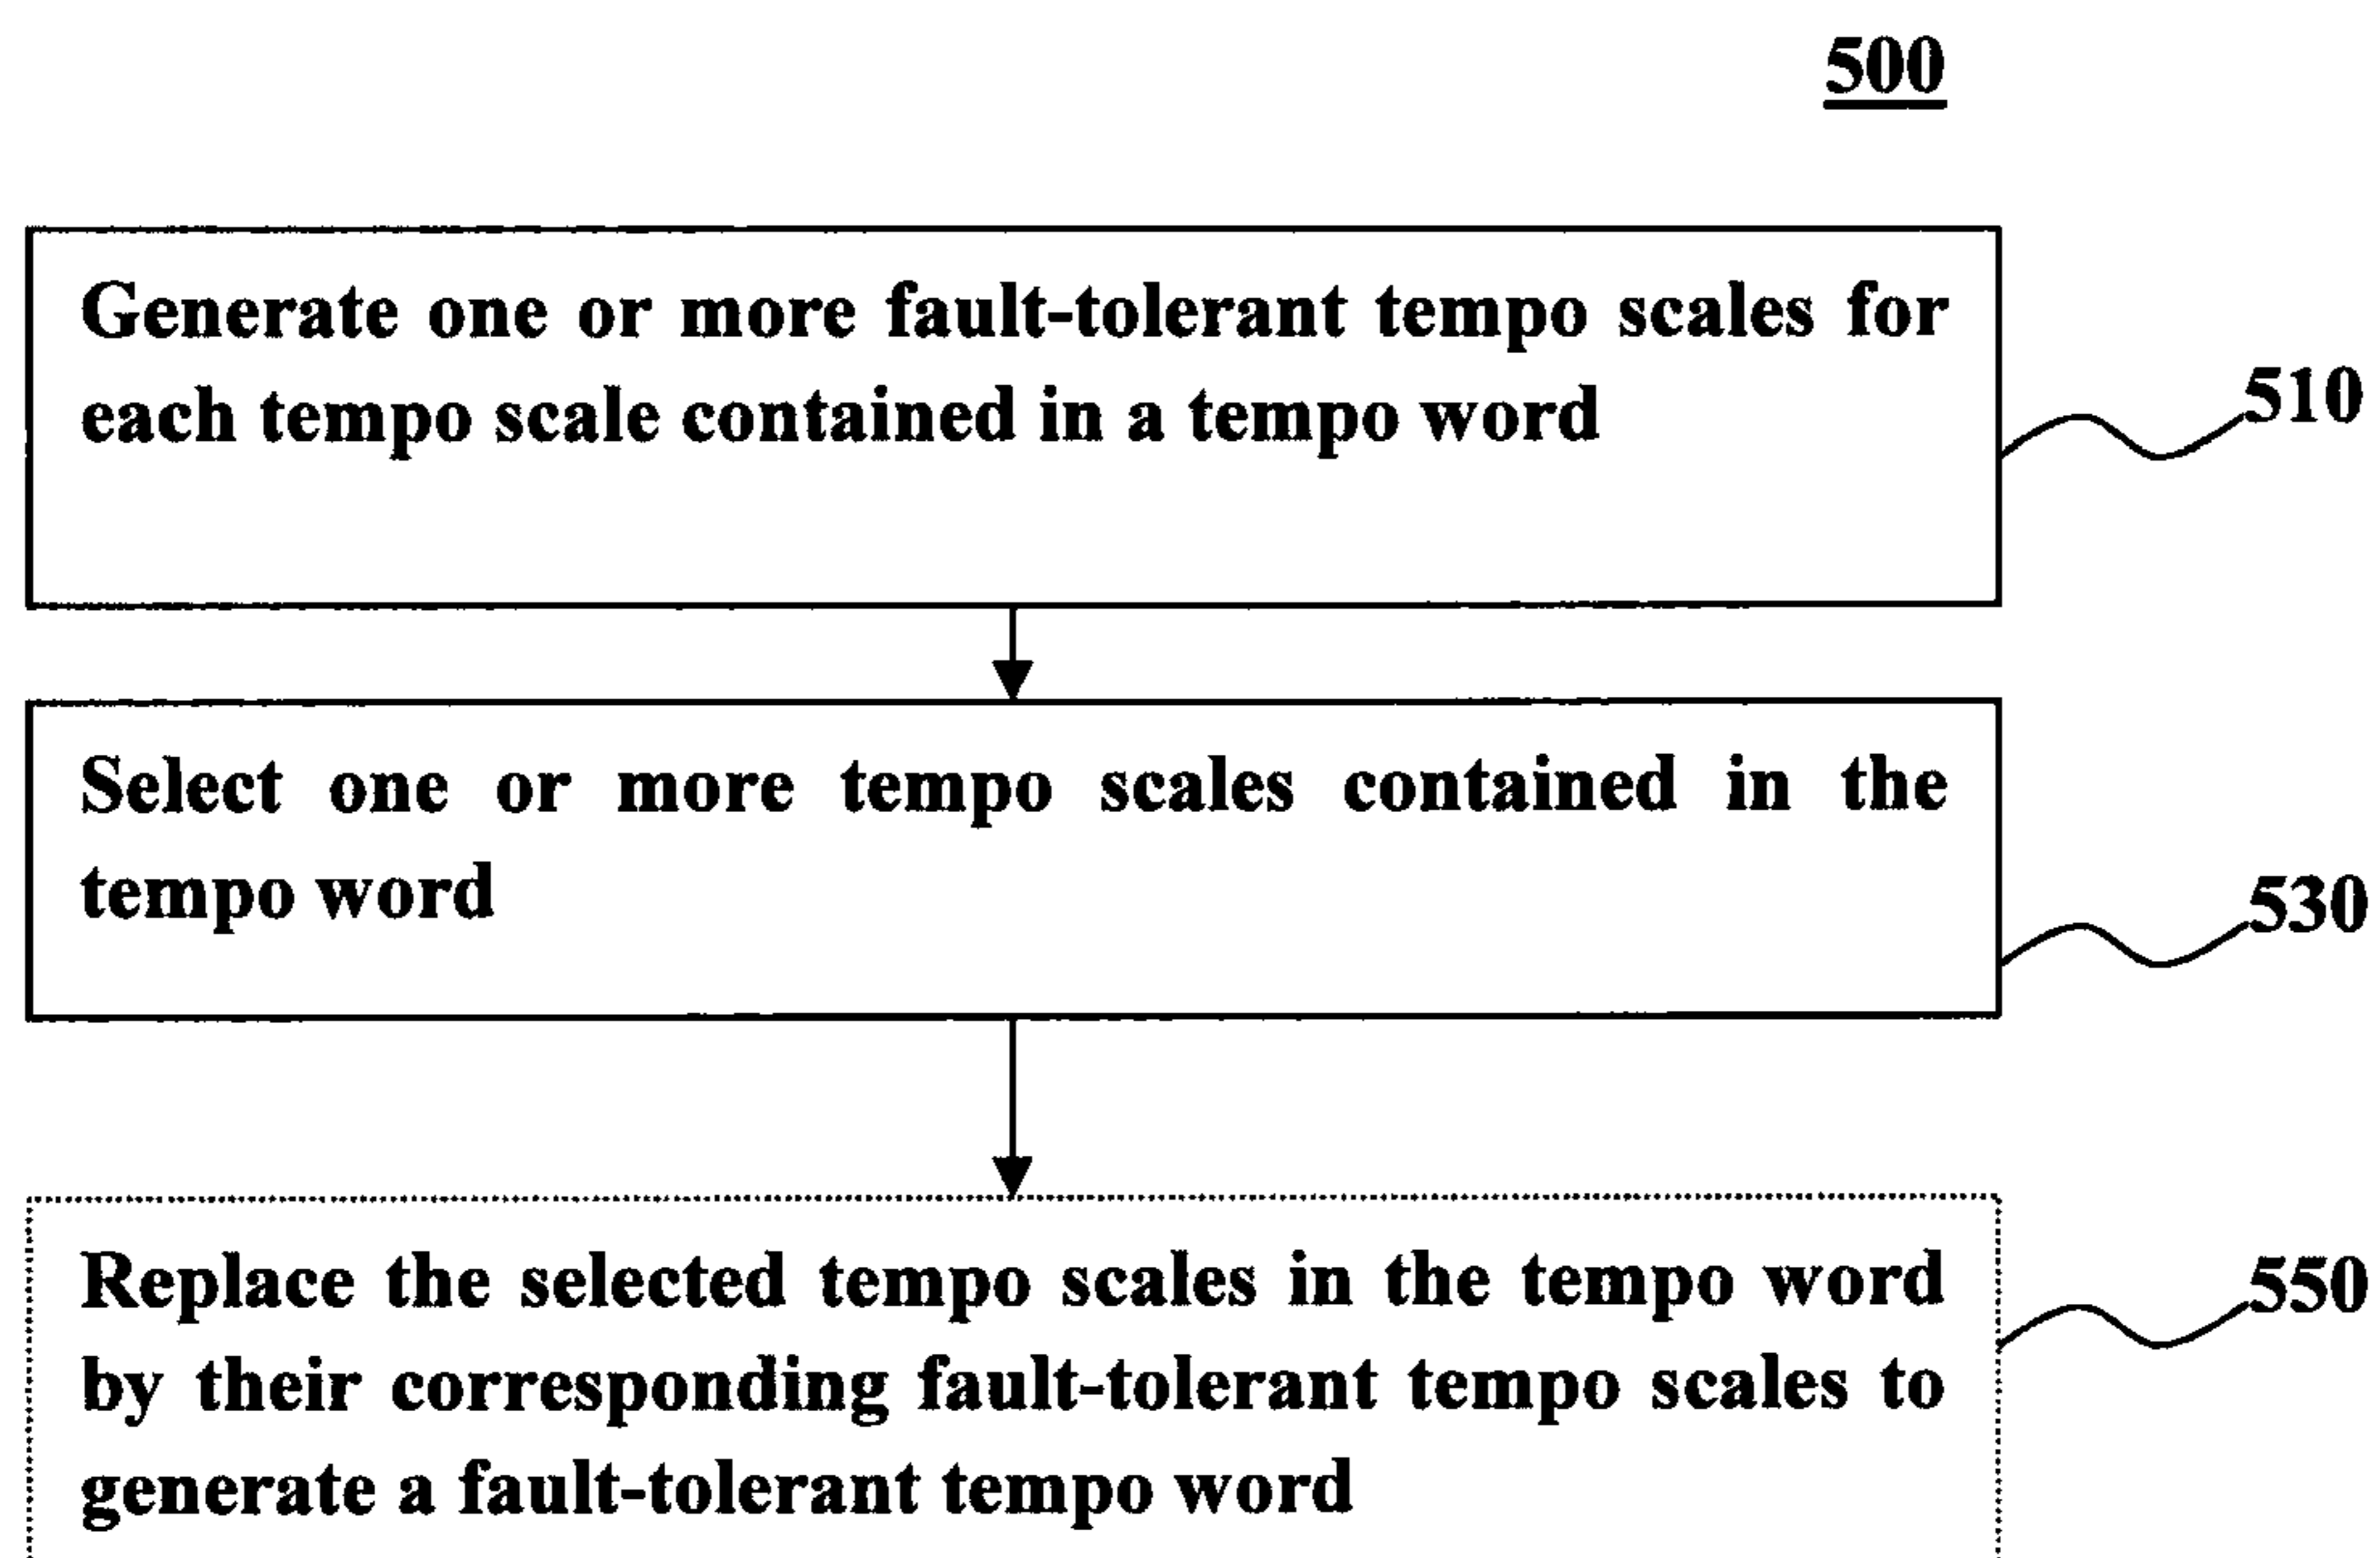 500
Generate one or more fault-tolerant tempo scales for
each tempo scale contained in a tempo word
510
Select one or more tempo scales contained in the
tempo word
530
Replace the selected tempo scales in the tempo word
by their corresponding fault-tolerant tempo scales to
generate a fault-tolerant tempo word
550